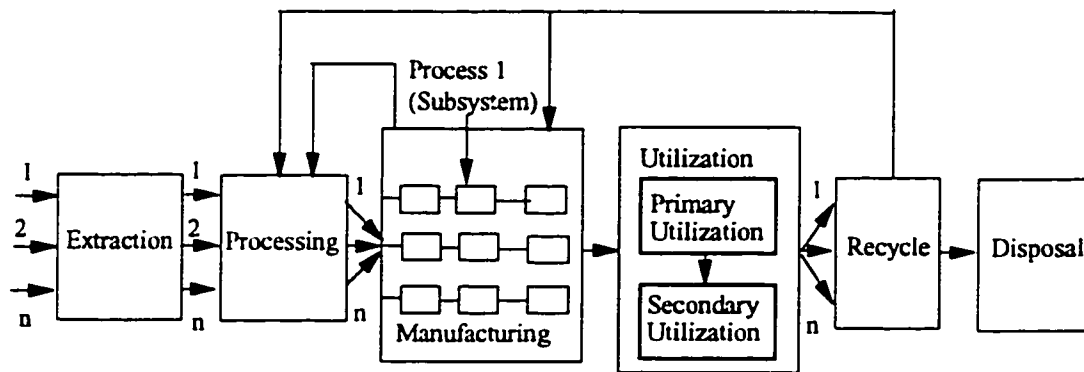 Process 1
(Subsystem)
1
2
n
Extraction
1
2
n
Processing
1
n
Manufacturing
Utilization
Primary
Utilization
Secondary
Utilization
1
n
Recycle
Disposal